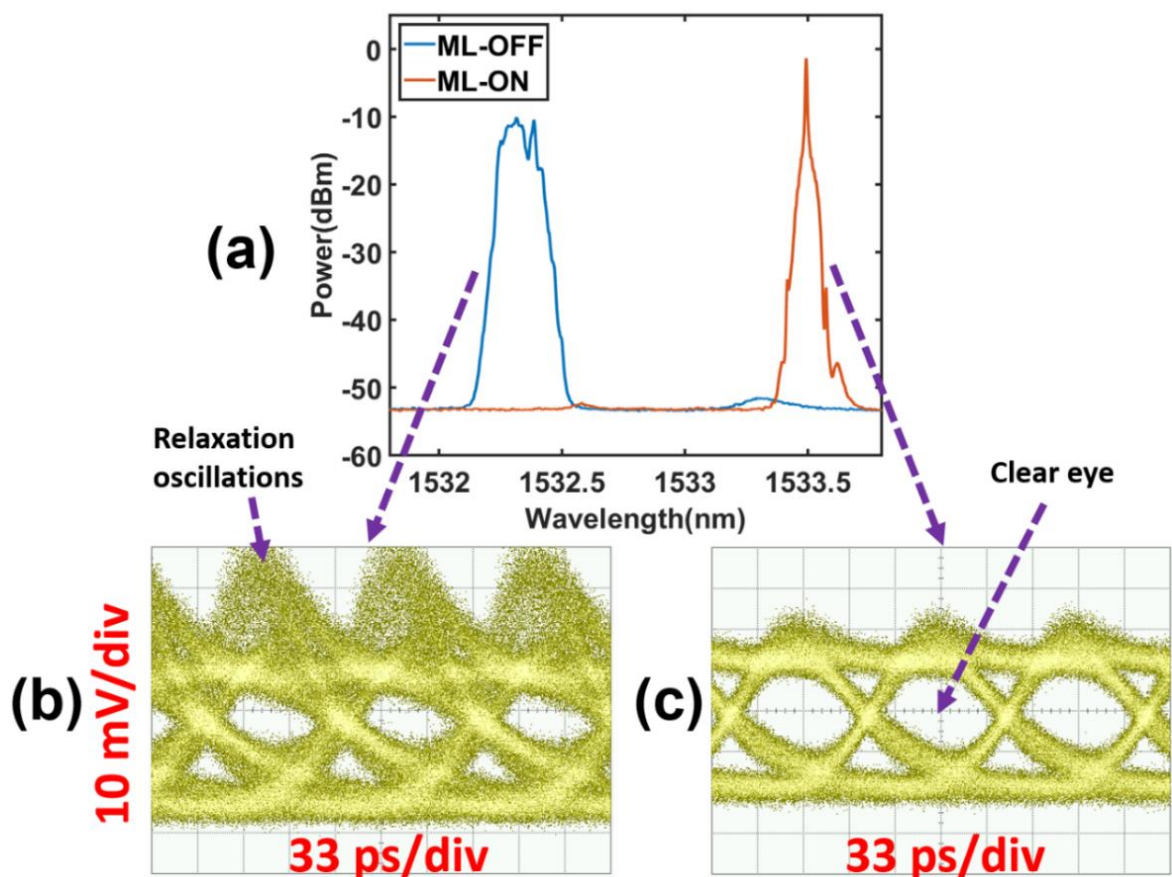 ML-OFF
ML-ON
0
-10
-20
-30
-40
-50
-60
Power(dBm)
(a)
1532
1532.5
1533
1533.5
Wavelength(nm)
Relaxation
oscillations
Clear eye
(b)
10 mV/div
33 ps/div
(c)
33 ps/div